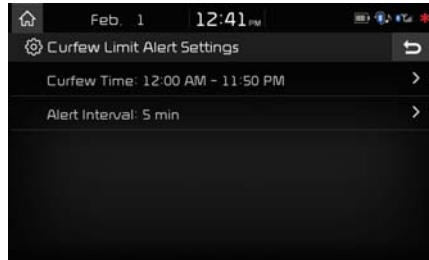 Feb. 1 12:41 PM
Curfew Limit Alert Settings
Curfew Time: 12:00 AM - 11:50 PM
Alert Interval: 5 min